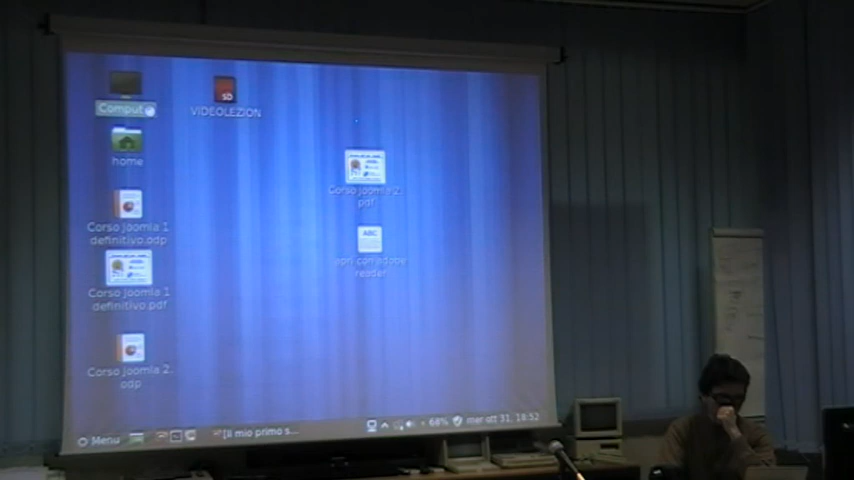 Comput
VIDEOLEZION
home
Corso Joomla 2.
pdf
Corso Joomla 1
definitivo.odp
ABC
apri con adobe
reader
Corso Joomla 1
definitivo.pdf
Corso Joomla 2.
odp
Menu
[Il mio primo s...
68%
mer ott 31, 16:52